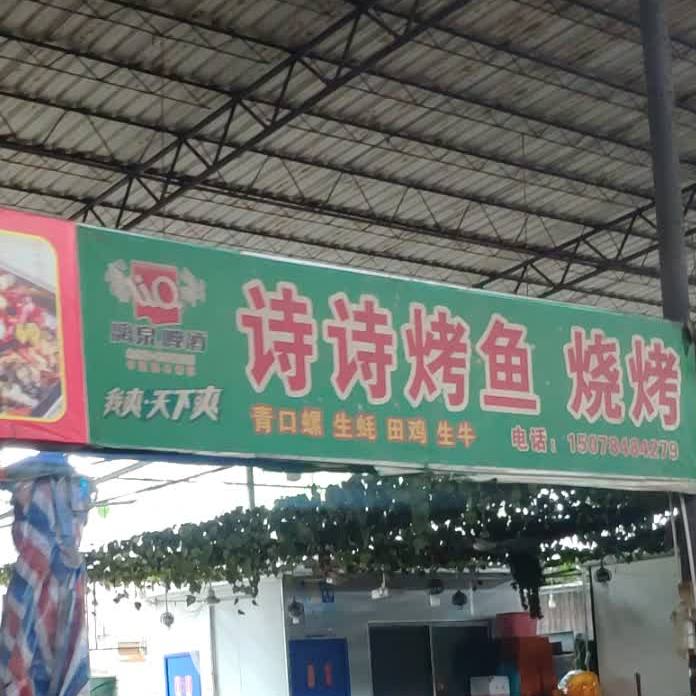 漓泉啤酒
我爽·天下爽
诗诗烤鱼 烧烤
青口螺 生蚝 田鸡 生牛
电话：15078484279